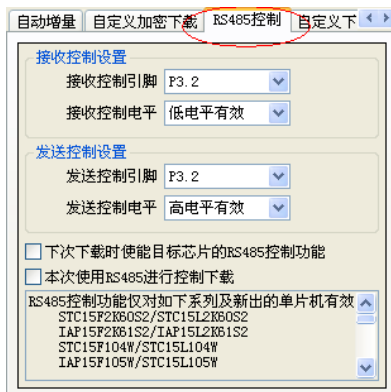 自动增量 自定义加密下载 RS485控制 自定义下
接收控制设置
接收控制引脚 P3.2
接收控制电平 低电平有效
发送控制设置
发送控制引脚 P3.2
发送控制电平 高电平有效
下次下载时使能目标芯片的RS485控制功能
本次使用RS485进行控制下载
RS485控制功能仅对如下系列及新出的单片机有效
STC15F2K60S2/STC15L2K60S2
IAP15F2K61S2/IAP15L2K61S2
STC15F104W/STC15L104W
IAP15F105W/STC15L105W